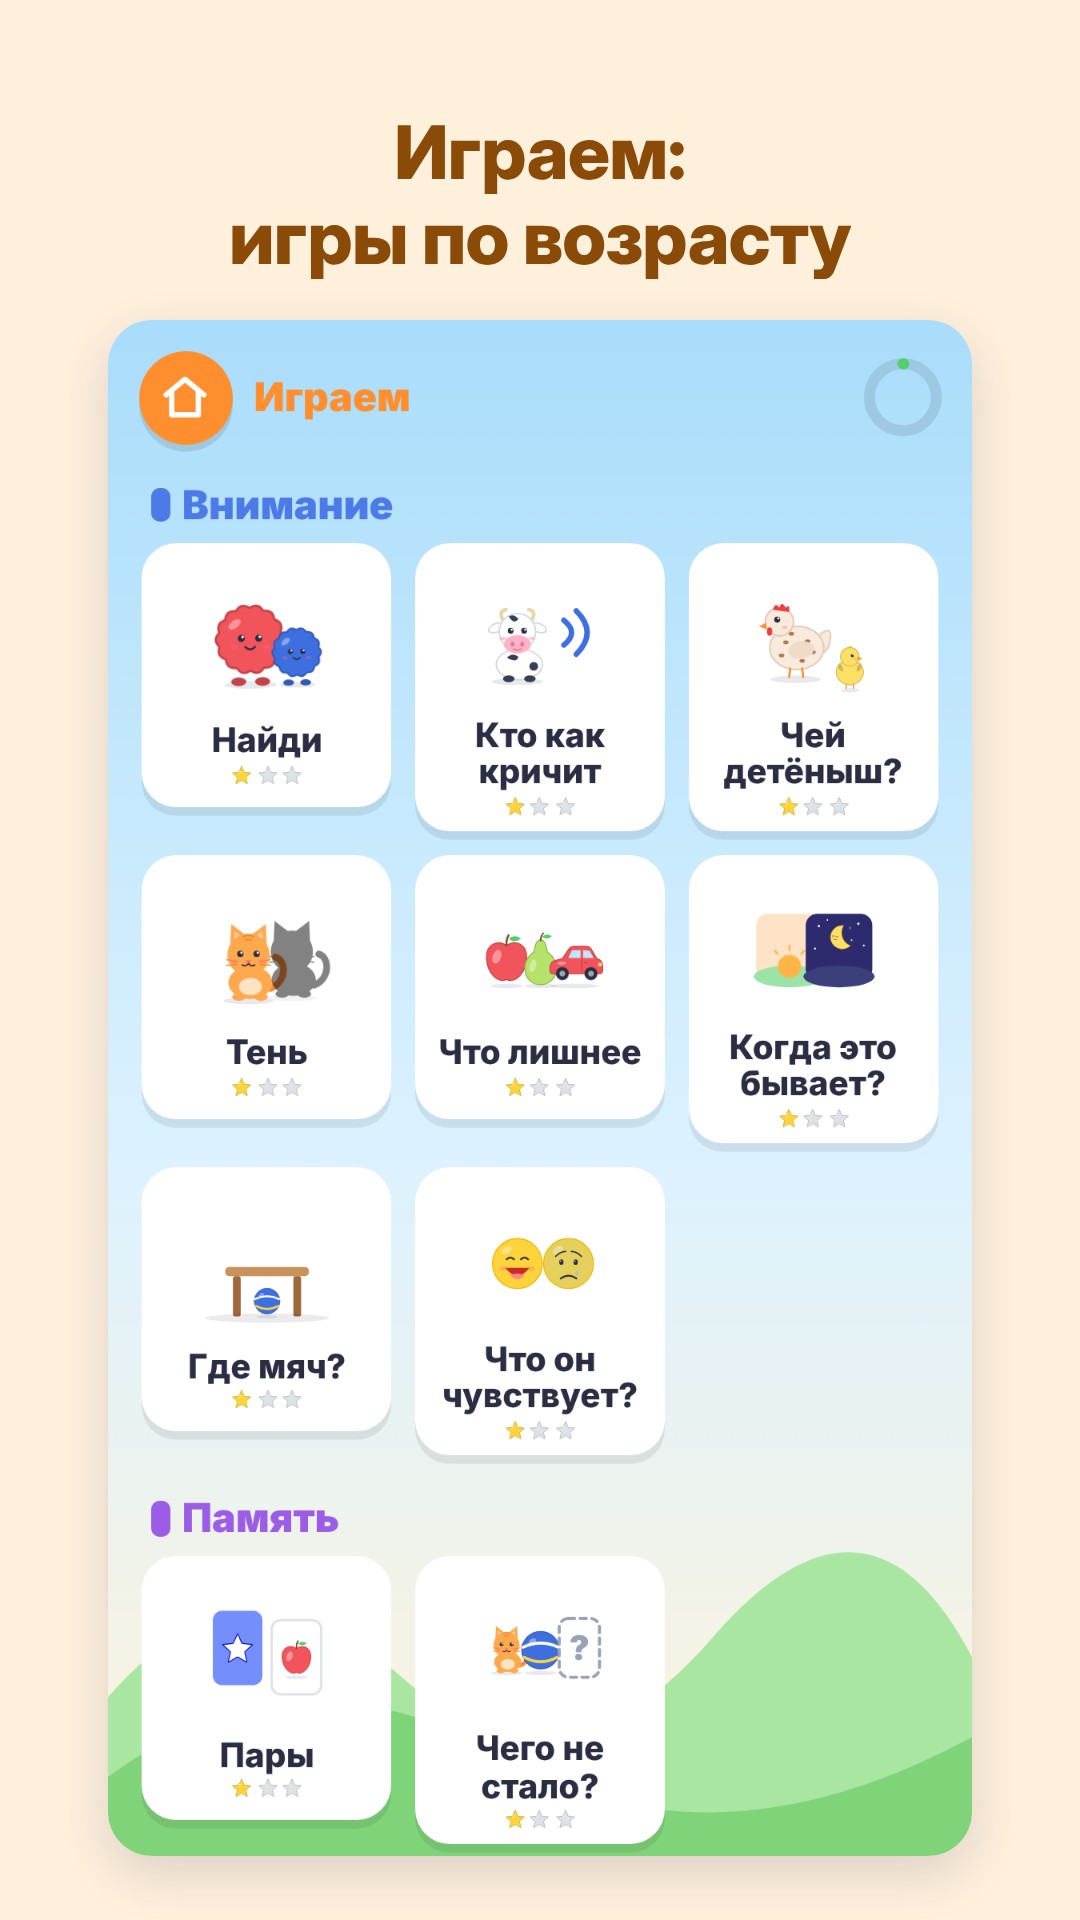 Играем:
игры по возрасту
Играем
Внимание
Найди
Кто как
кричит
Чей
детёныш?
Тень
Что лишнее
Когда это
бывает?
Где мяч?
Что он
чувствует?
Память
?
Пары
Чего не
стало?